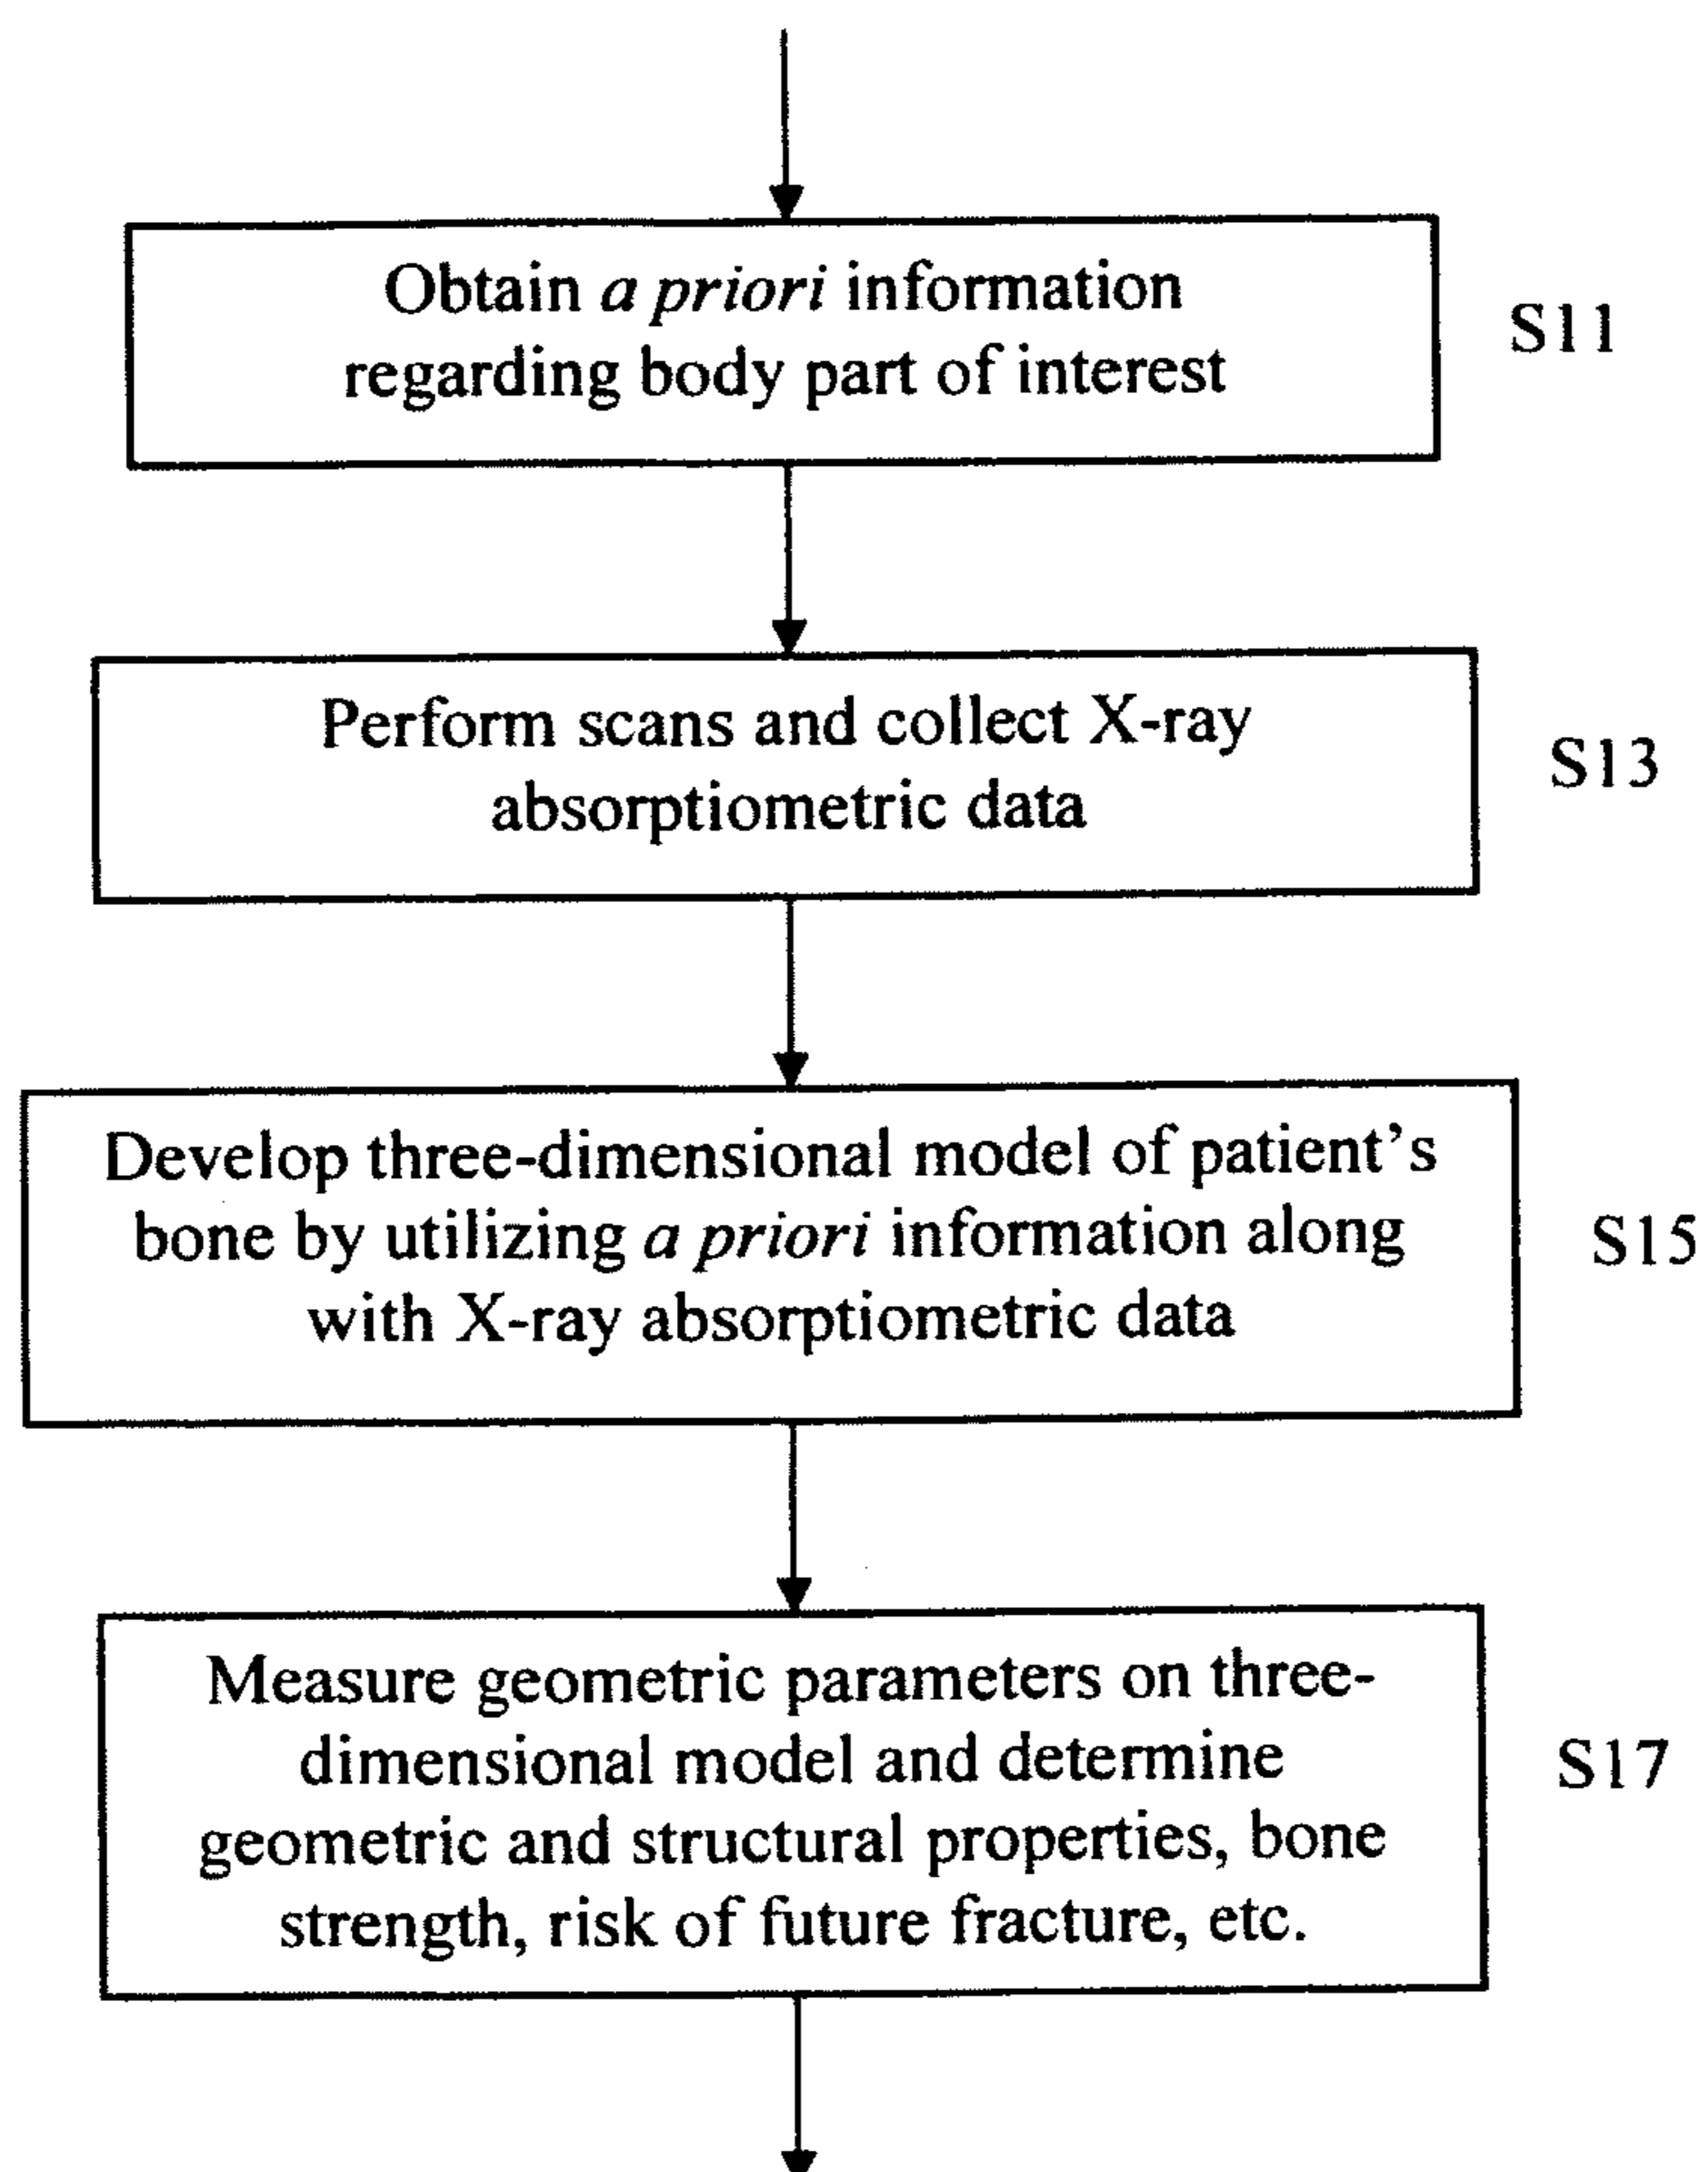 Obtain a priori information
regarding body part of interest
S11
Perform scans and collect X-ray
absorptiometric data
S13
Develop three-dimensional model of patient’s
bone by utilizing a priori information along
with X-ray absorptiometric data
S15
Measure geometric parameters on three-
dimensional model and determine
geometric and structural properties, bone
strength, risk of future fracture, etc.
S17